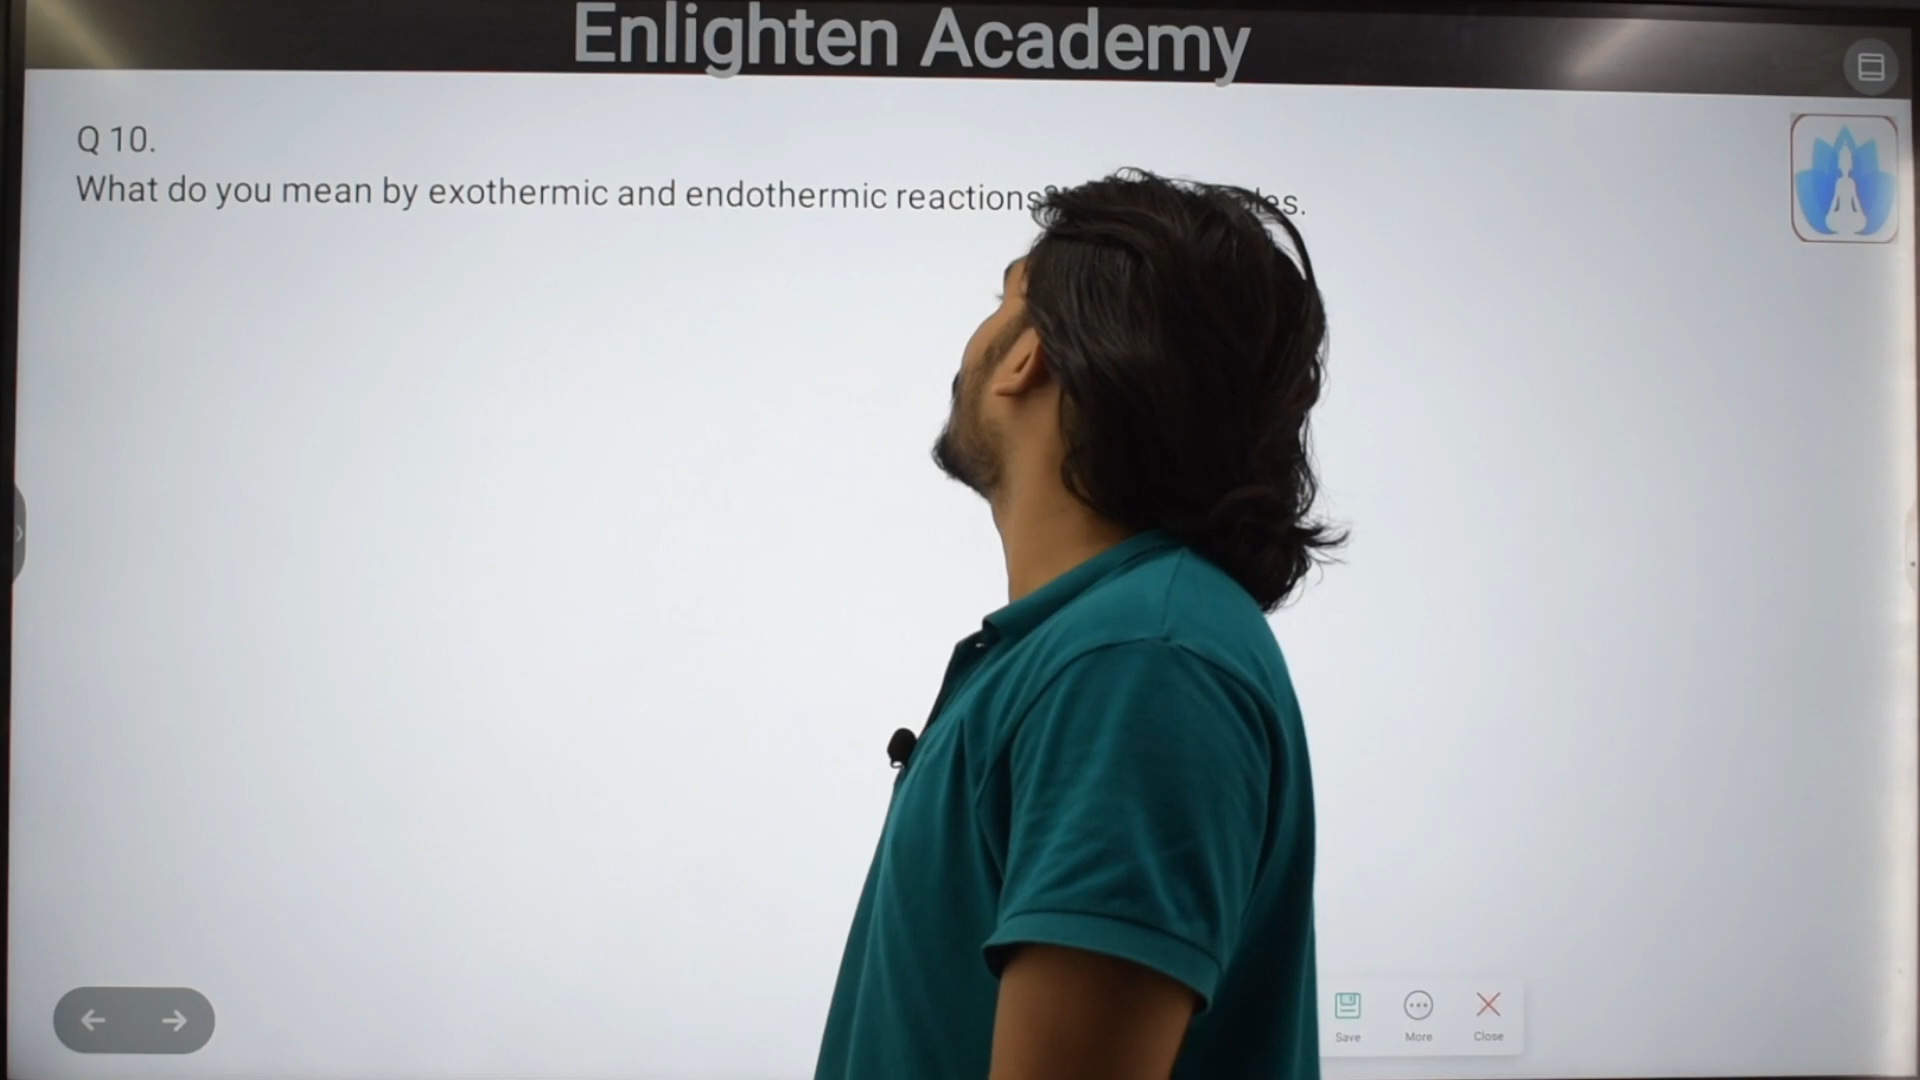 Enlighten Academy
Q 10.
What do you mean by exothermic and endothermic reactions
Save
More
Close